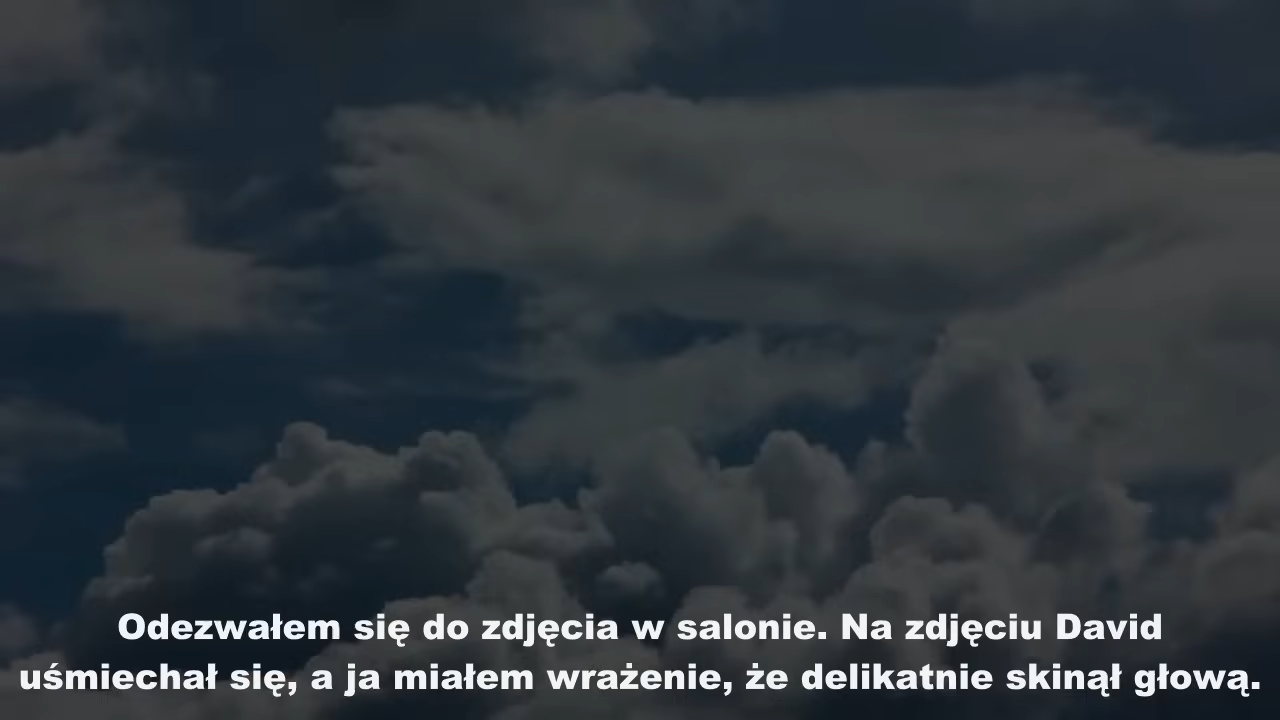 Odezwałem się do zdjęcia w salonie. Na zdjęciu David
uśmiechał się, a ja miałem wrażenie, że delikatnie skinął głową.